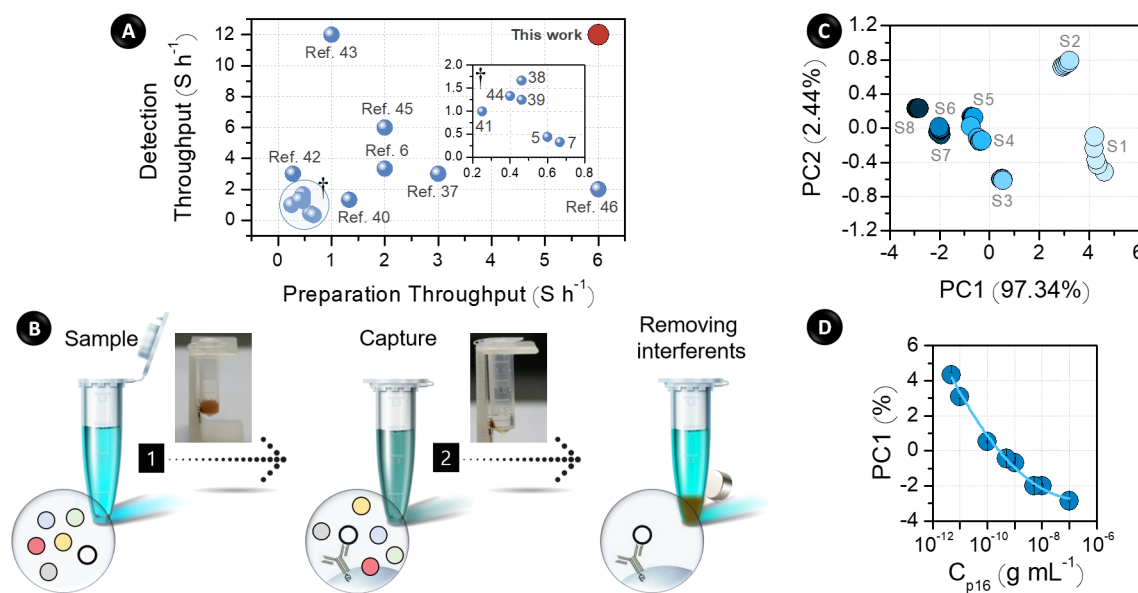 A
Detection
Throughput (S h⁻¹)
12
10
8
6
4
2
0
Ref. 43
This work
Ref. 45
Ref. 6
Ref. 42
†
Ref. 37
Ref. 40
Ref. 46
2.0
1.5
1.0
0.5
0.0
†
38
44
39
41
5
7
0.0 0.2 0.4 0.6 0.8
0 1 2 3 4 5 6
Preparation Throughput (S h⁻¹)
C
PC2 (2.44%)
1.2
0.6
0.0
-0.6
-1.2
S2
S6
S5
S8
S7
S4
S1
S3
-4 -2 0 2 4 6
PC1 (97.34%)
B
Sample
Capture
Removing
interferents
1
2
D
PC1 (%)
6
4
2
0
-2
-4
10⁻¹² 10⁻¹⁰ 10⁻⁸ 10⁻⁶
Cp16 (g mL⁻¹)